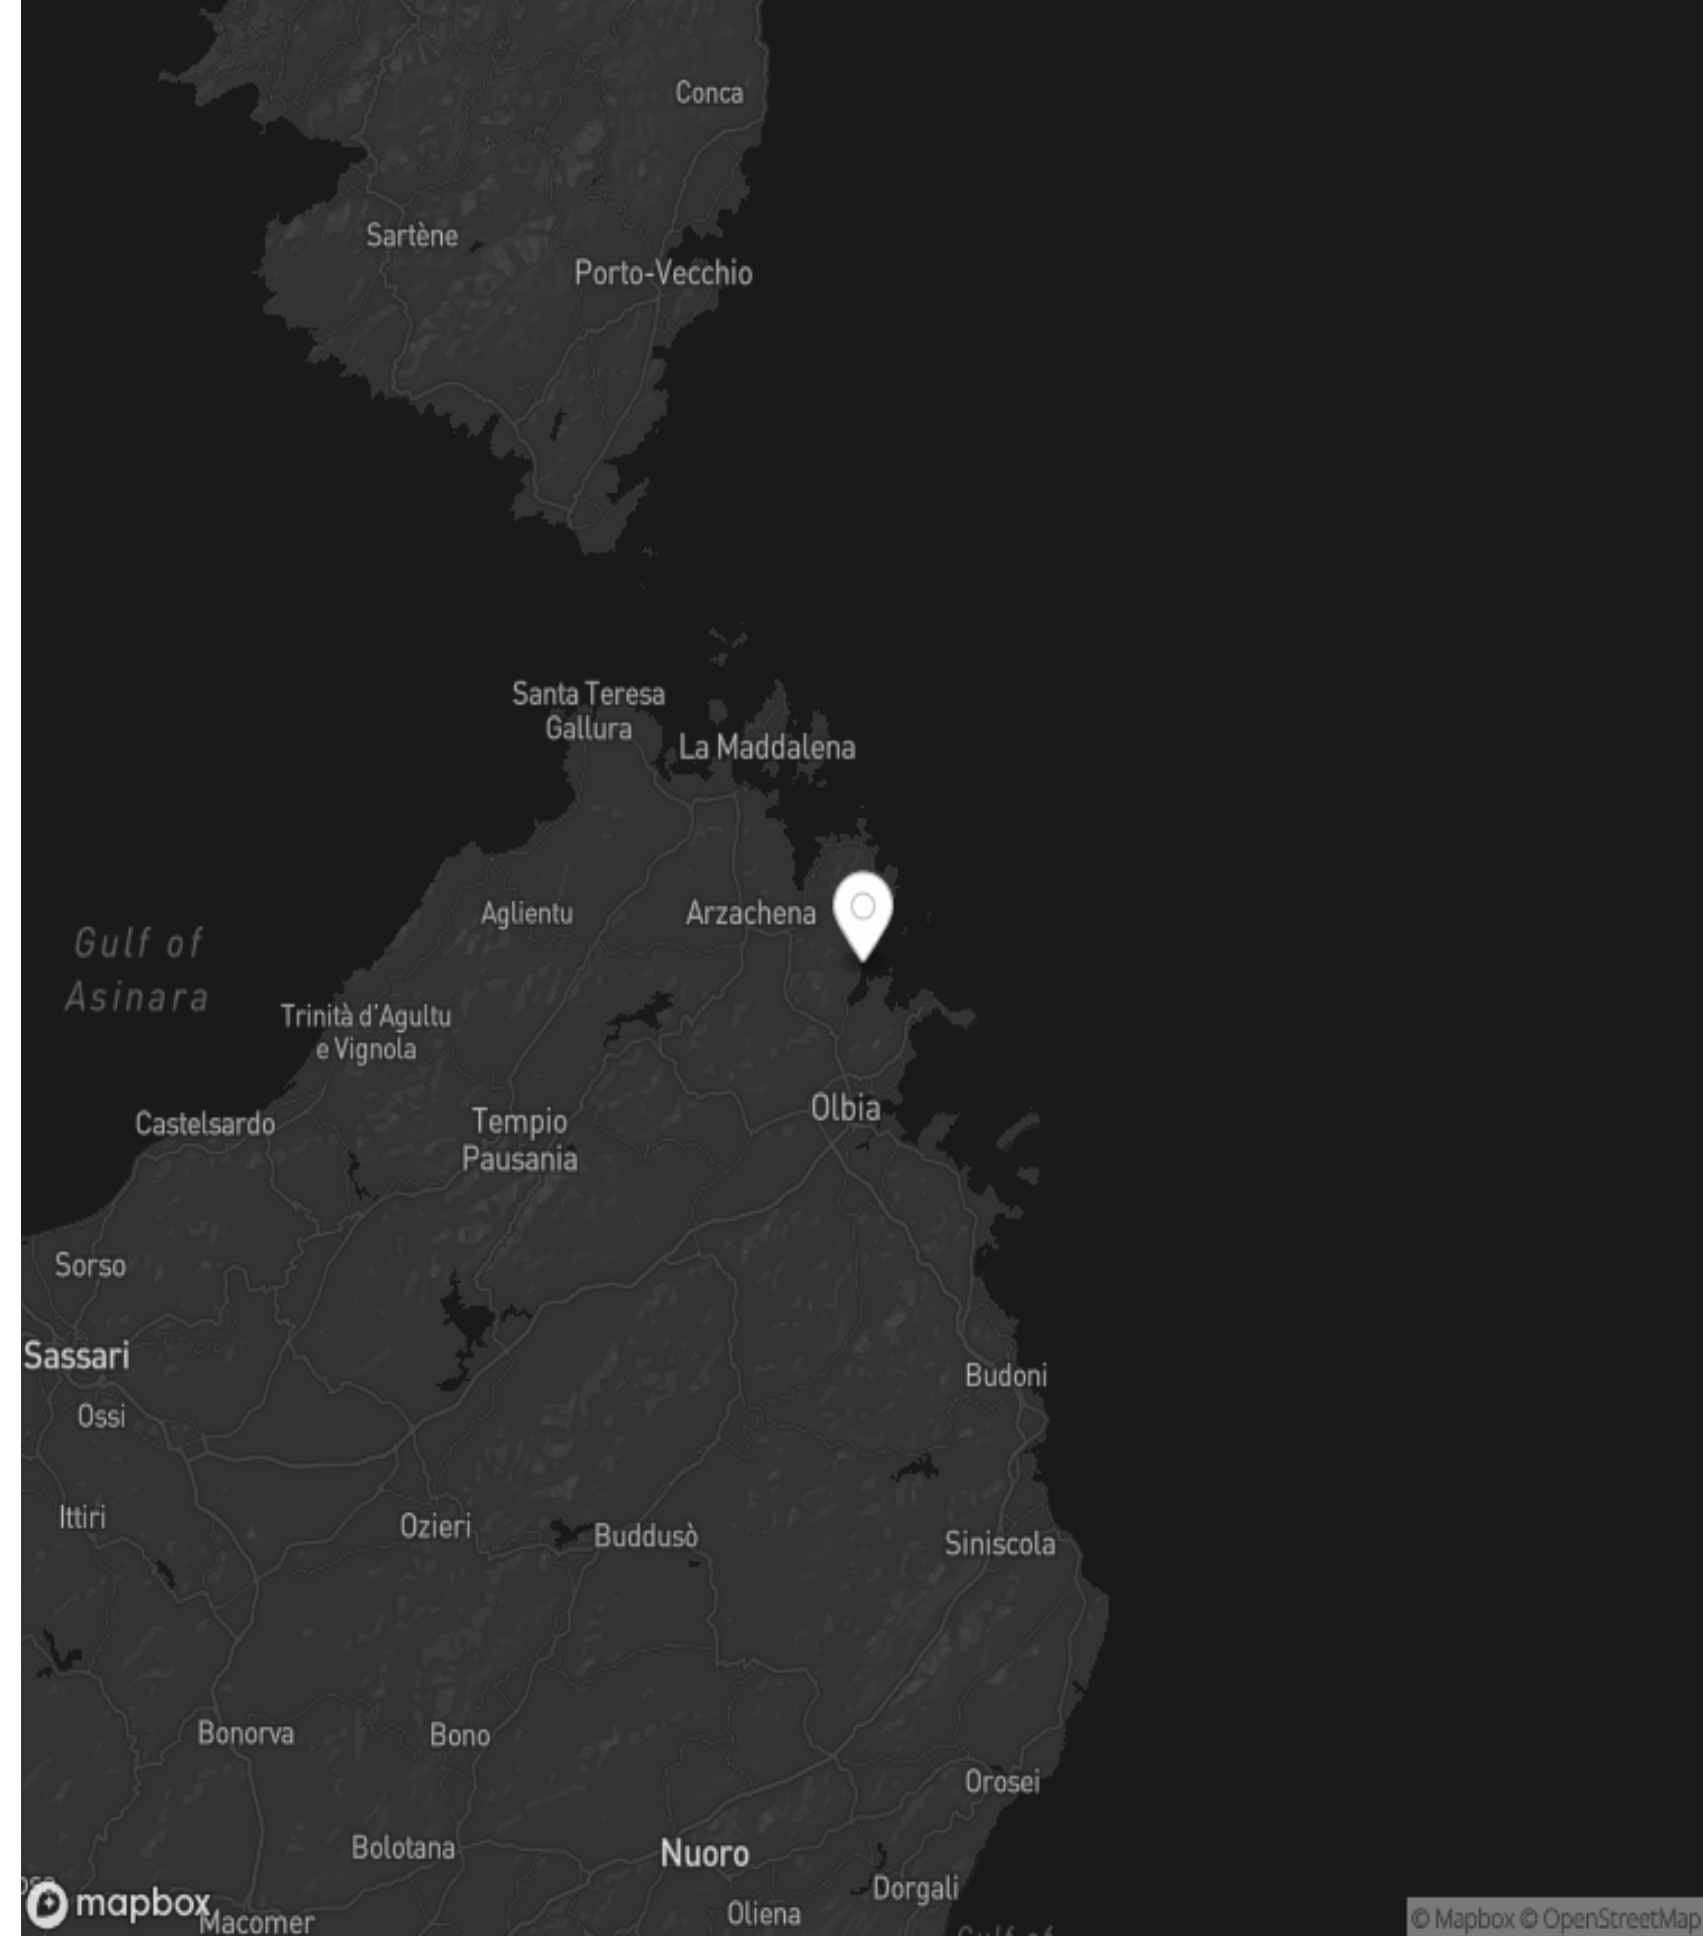 Conca
Sartène
Porto-Vecchio
Santa Teresa
Gallura
La Maddalena
Aglientu
Arzachena
Gulf of
Asinara
Trinità d'Agultu
e Vignola
Castelsardo
Tempio
Pausania
Olbia
Sorso
Sassari
Budoni
Ossi
Ittiri
Ozieri
Buddusò
Siniscola
Bonorva
Bono
Orosei
Bolotana
Nuoro
Dorgali
mapbox
Macomer
Oliena
© Mapbox © OpenStreetMap
Gulf of